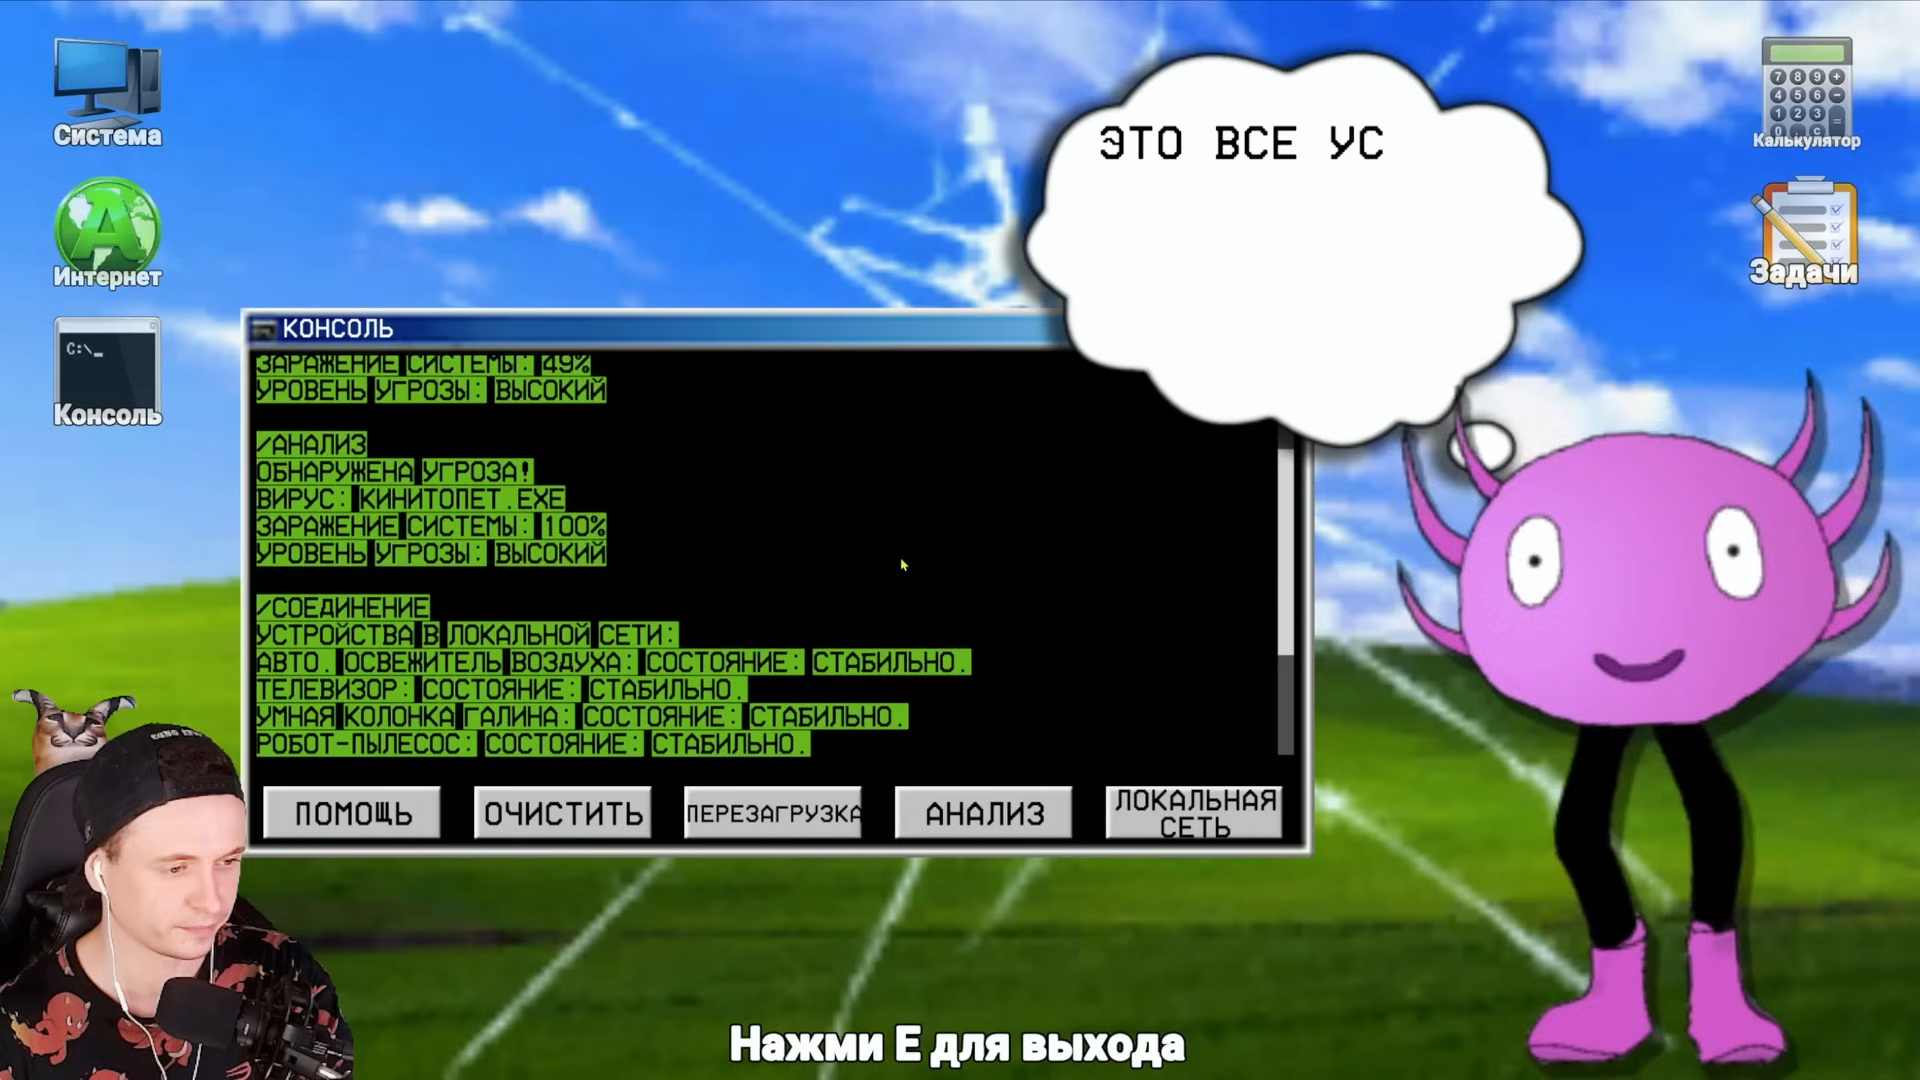 Система
Интернет
Консоль
Калькулятор
Задачи
ЭТО ВСЕ УС
КОНСОЛЬ
ЗАРАЖЕНИЕ СИСТЕМЫ: 49%
УРОВЕНЬ УГРОЗЫ: ВЫСОКИЙ
/АНАЛИЗ
ОБНАРУЖЕНА УГРОЗА!
ВИРУС: КИНИТОПЕТ.EXE
ЗАРАЖЕНИЕ СИСТЕМЫ: 100%
УРОВЕНЬ УГРОЗЫ: ВЫСОКИЙ
/СОЕДИНЕНИЕ
УСТРОЙСТВА В ЛОКАЛЬНОЙ СЕТИ:
АВТО. ОСВЕЖИТЕЛЬ ВОЗДУХА: СОСТОЯНИЕ: СТАБИЛЬНО.
ТЕЛЕВИЗОР: СОСТОЯНИЕ: СТАБИЛЬНО.
УМНАЯ КОЛОНКА ГАЛИНА: СОСТОЯНИЕ: СТАБИЛЬНО.
РОБОТ-ПЫЛЕСОС: СОСТОЯНИЕ: СТАБИЛЬНО.
ПОМОЩЬ
ОЧИСТИТЬ
ПЕРЕЗАГРУЗКА
АНАЛИЗ
ЛОКАЛЬНАЯ
СЕТЬ
Нажми E для выхода
C:\_